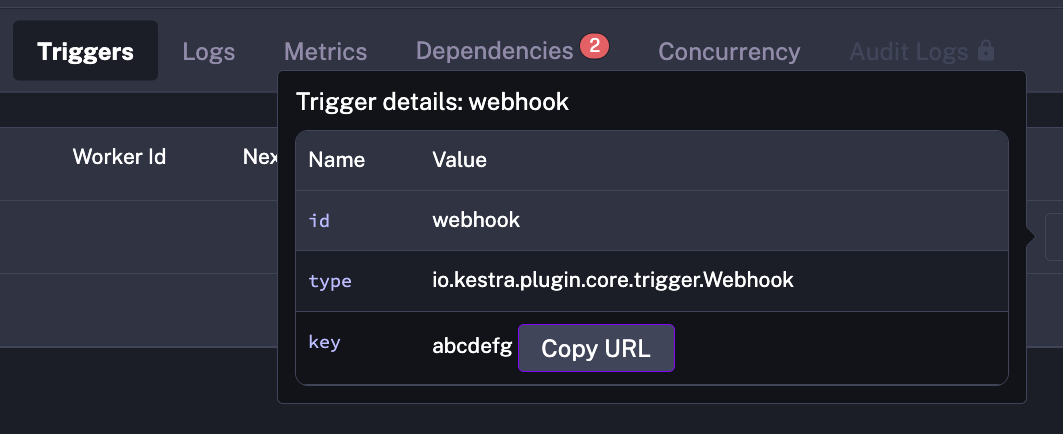 Triggers Logs Metrics Dependencies 2 Concurrency Audit Logs
Trigger details: webhook
Worker Id Nex
Name Value
id webhook
type io.kestra.plugin.core.trigger.Webhook
key abcdefg Copy URL